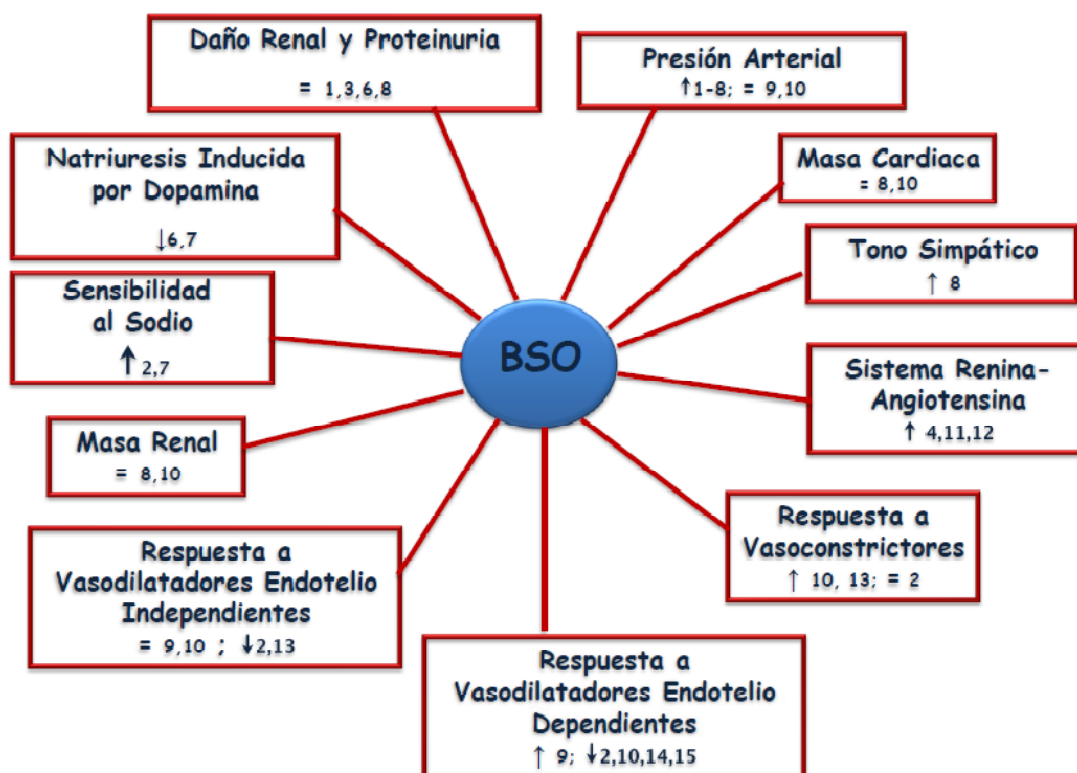 Daño Renal y Proteinuria
= 1,3,6,8
Presión Arterial
↑1-8; = 9,10
Natriuresis Inducida
por Dopamina
↓6,7
Masa Cardiaca
= 8,10
Tono Simpático
↑ 8
Sensibilidad
al Sodio
↑ 2,7
BSO
Sistema Renina-
Angiotensina
↑ 4,11,12
Masa Renal
= 8,10
Respuesta a
Vasoconstrictores
↑ 10, 13; = 2
Respuesta a
Vasodilatadores Endotelio
Independientes
= 9,10 ; ↓2,13
Respuesta a
Vasodilatadores Endotelio
Dependientes
↑ 9; ↓2,10,14,15